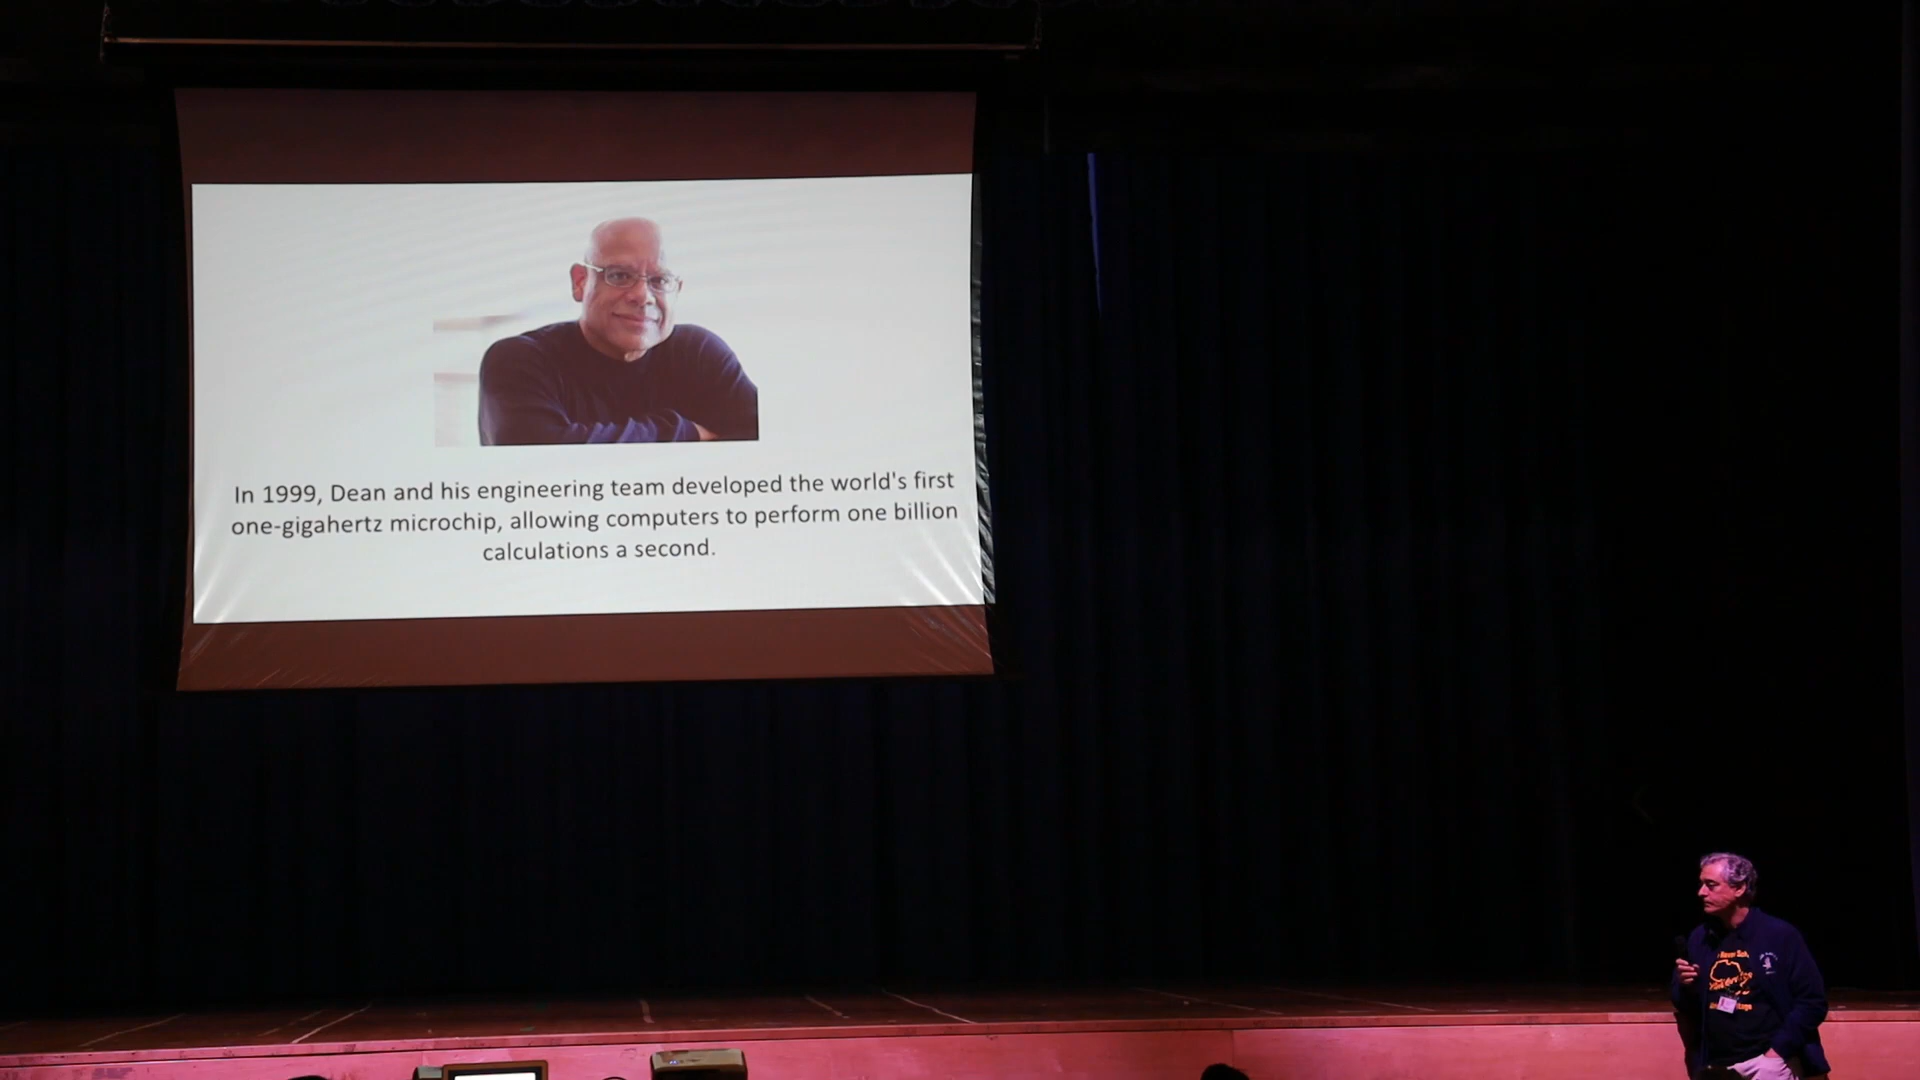 In 1999, Dean and his engineering team developed the world's first
one-gigahertz microchip, allowing computers to perform one billion
calculations a second.